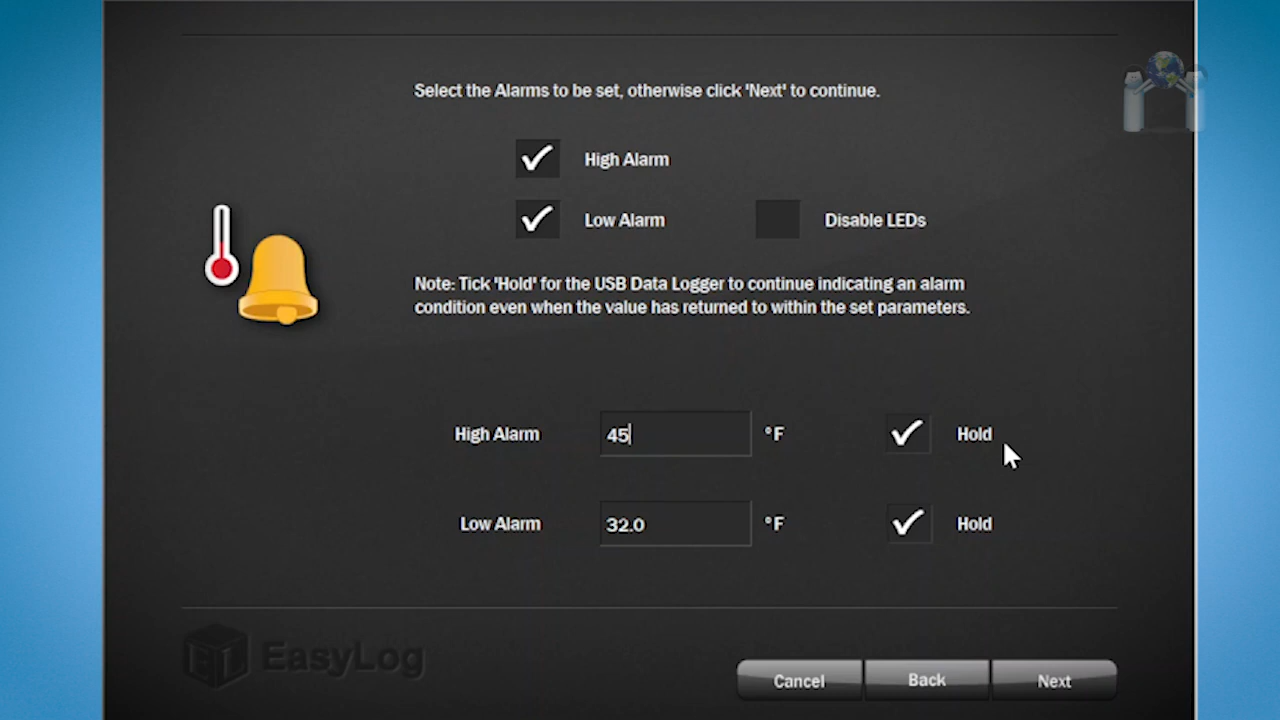 Select the Alarms to be set, otherwise click 'Next' to continue.
High Alarm
Low Alarm
Disable LEDs
Note: Tick 'Hold' for the USB Data Logger to continue indicating an alarm
condition even when the value has returned to within the set parameters.
High Alarm 45 °F Hold
Low Alarm 32.0 °F Hold
EL EasyLog
Cancel Back Next